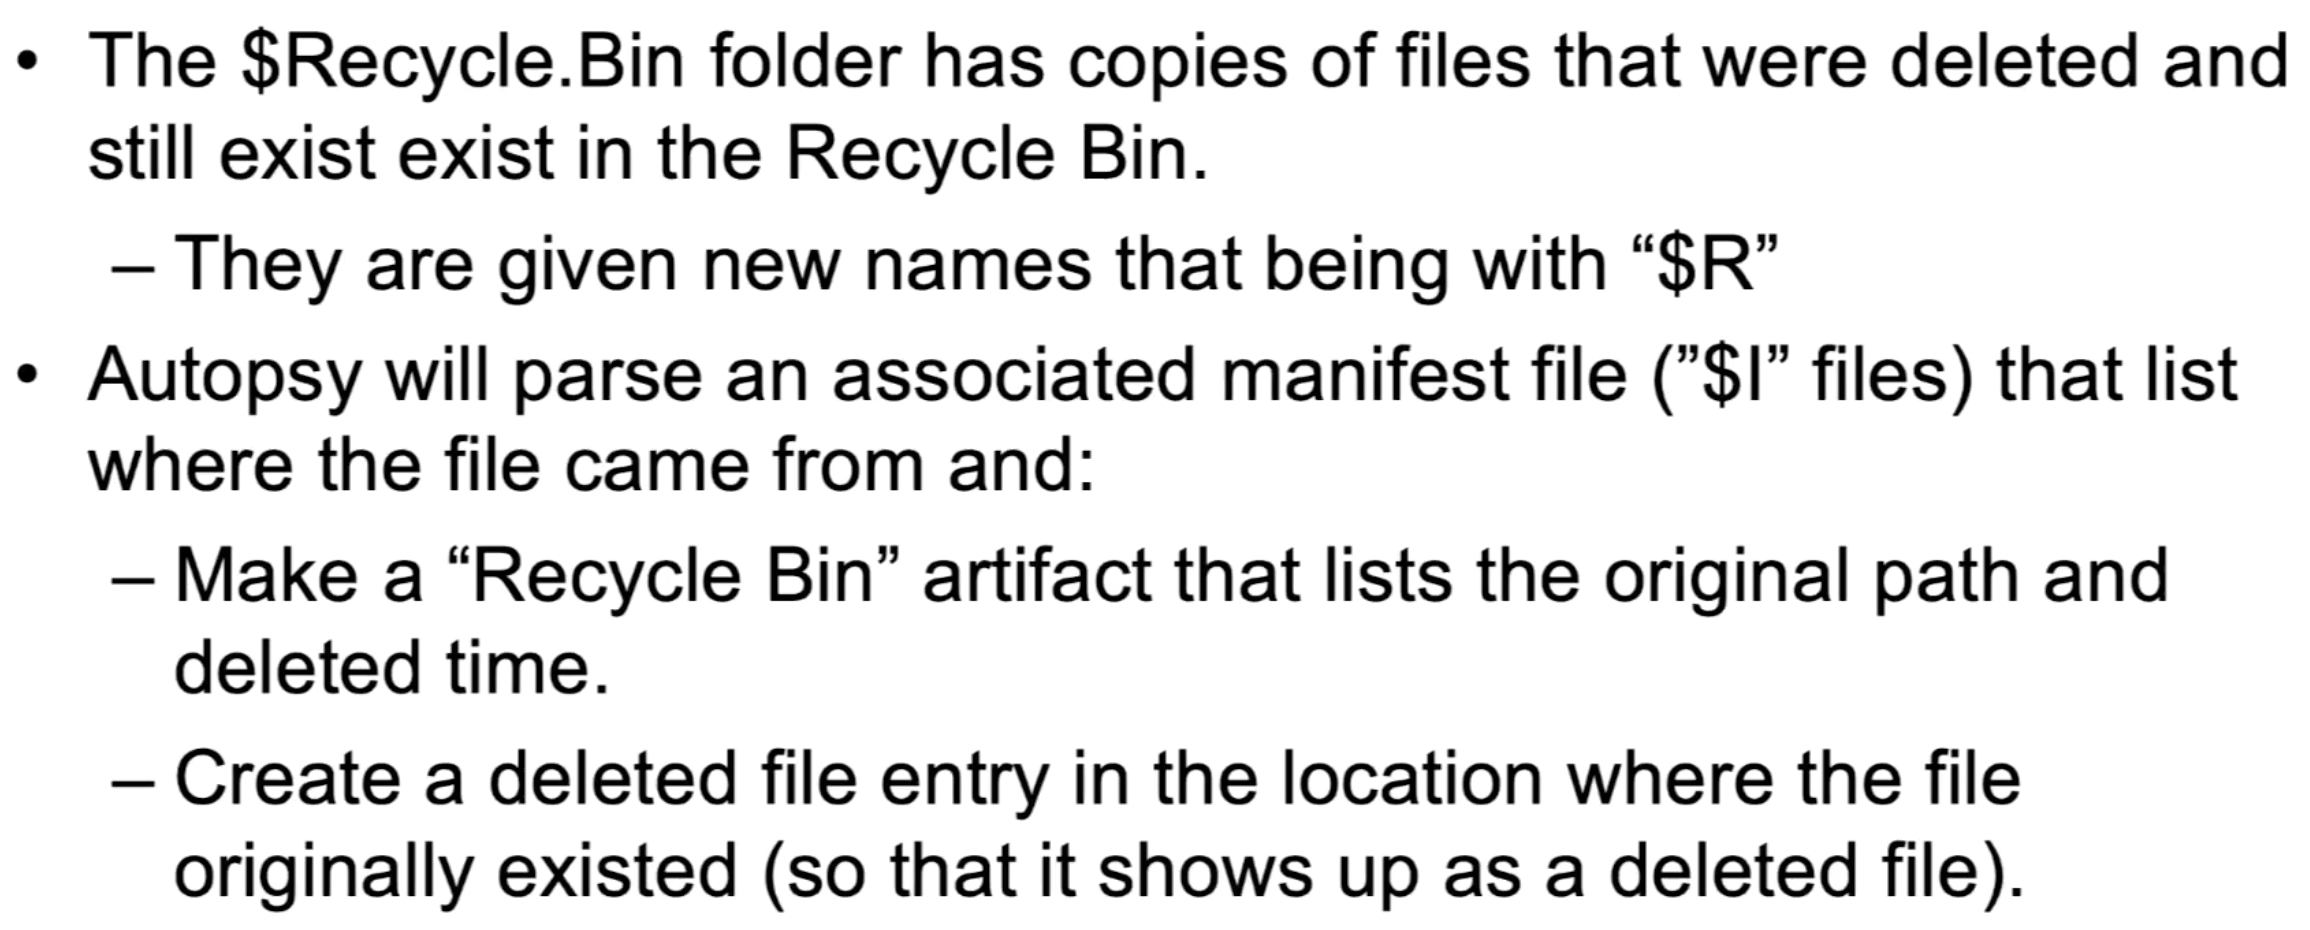 • The $Recycle.Bin folder has copies of files that were deleted and
still exist exist in the Recycle Bin.
– They are given new names that being with “$R”
• Autopsy will parse an associated manifest file (”$I” files) that list
where the file came from and:
– Make a “Recycle Bin” artifact that lists the original path and
deleted time.
– Create a deleted file entry in the location where the file
originally existed (so that it shows up as a deleted file).